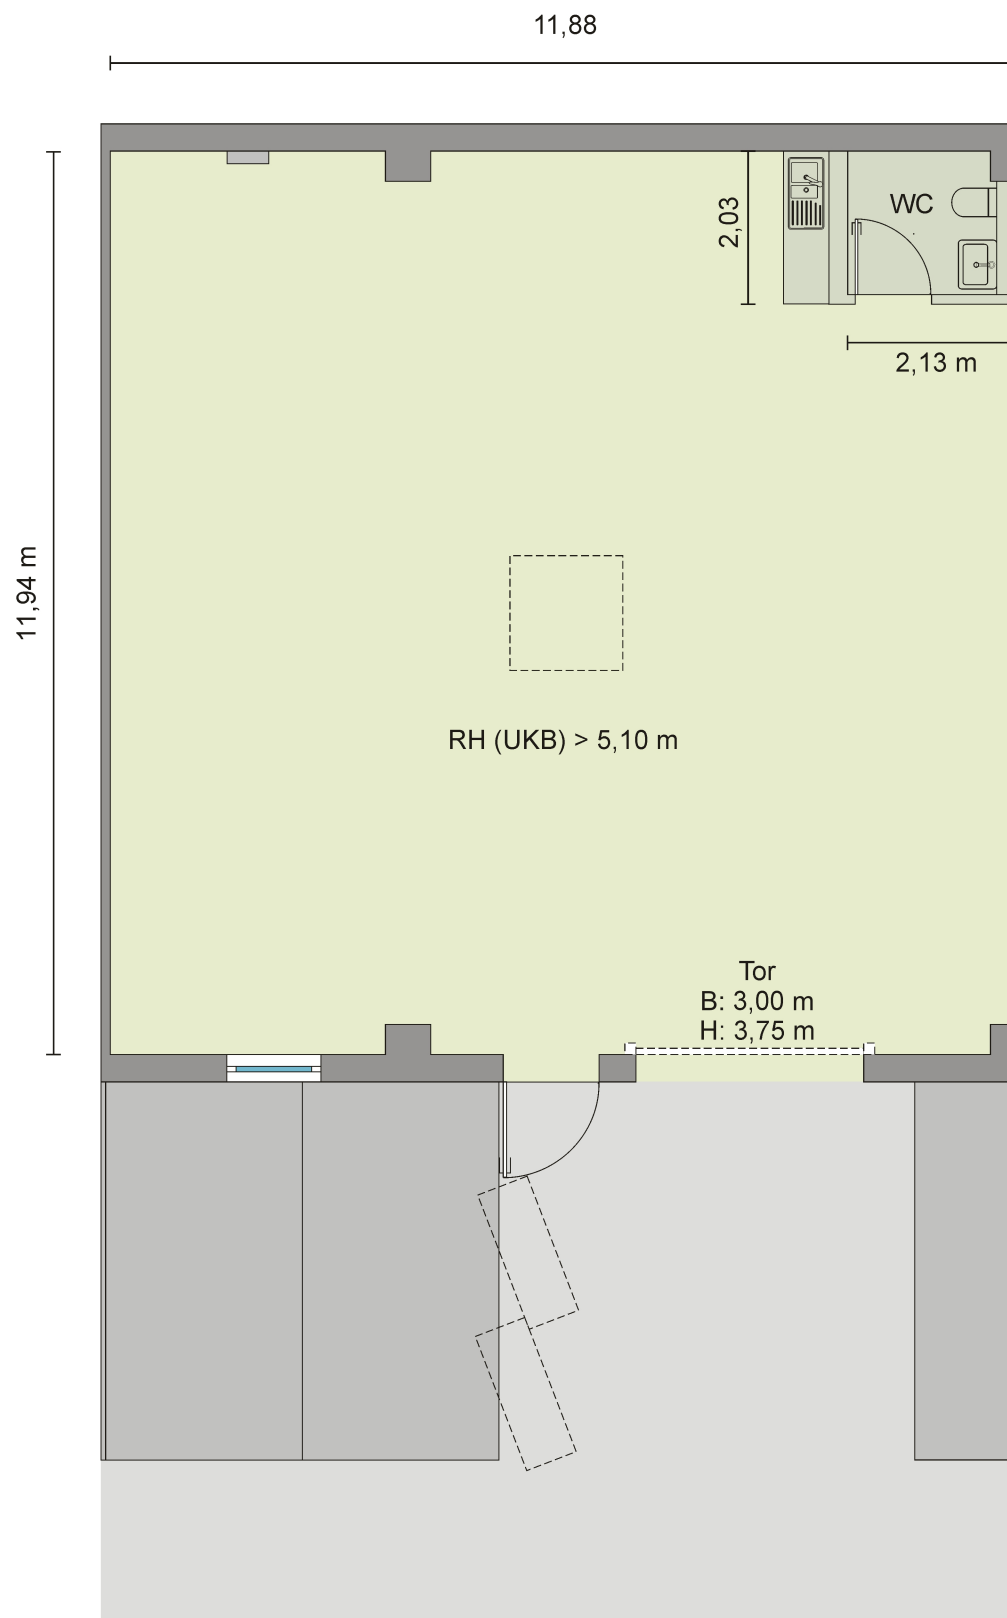 11,88
WC
2,03
2,13 m
11,94 m
RH (UKB) > 5,10 m
Tor
B: 3,00 m
H: 3,75 m